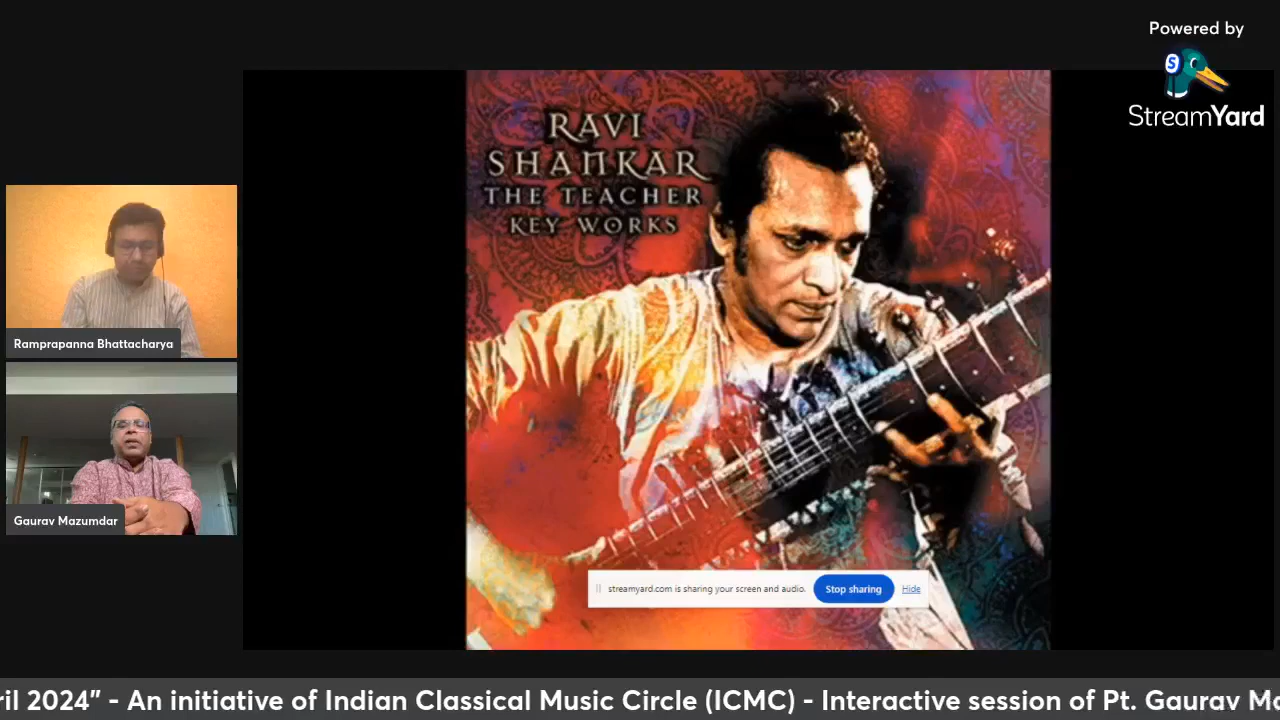 Powered by
StreamYard
RAVI
SHANKAR
THE TEACHER
KEY WORKS
Ramprapanna Bhattacharya
Gaurav Mazumdar
streamyard.com is sharing your screen and audio.
Stop sharing
Hide
2024" - An initiative of Indian Classical Music Circle (ICMC) - Interactive session of Pt. Gaurav